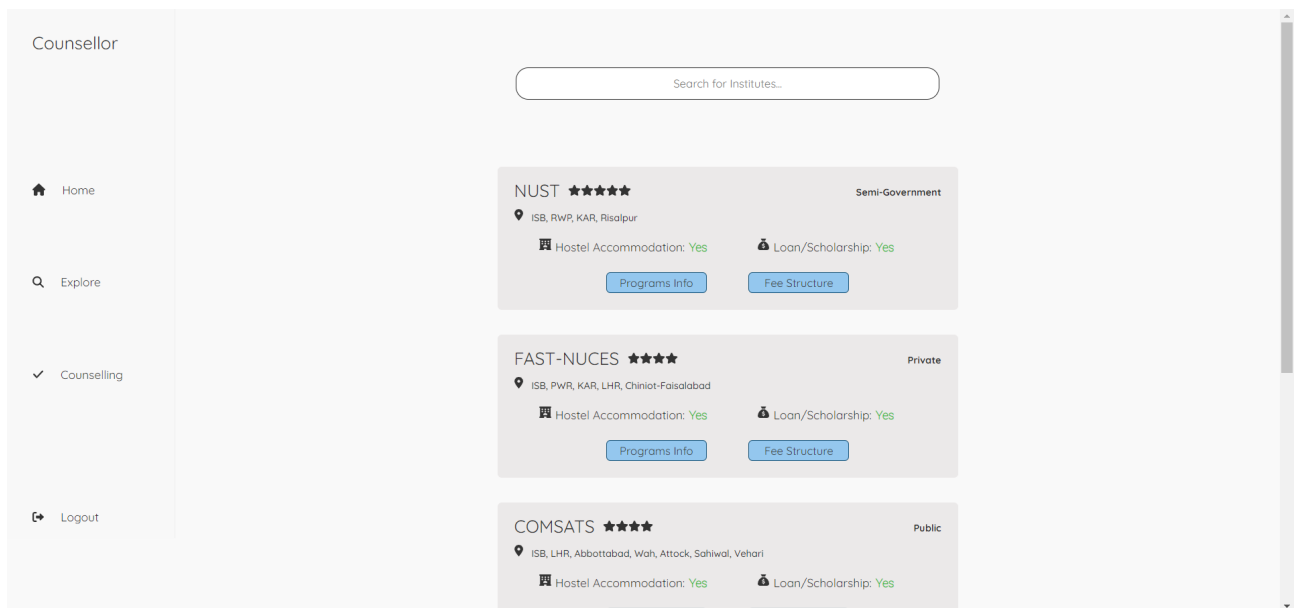 Counsellor
Search for Institutes...
Home
Explore
Counselling
Logout
NUST
Semi-Government
ISB, RWP, KAR, Risalpur
Hostel Accommodation: Yes Loan/Scholarship: Yes
Programs Info Fee Structure
FAST-NUCES
Private
ISB, PWR, KAR, LHR, Chiniot-Faisalabad
Hostel Accommodation: Yes Loan/Scholarship: Yes
Programs Info Fee Structure
COMSATS
Public
ISB, LHR, Abbottabad, Wah, Attock, Sahiwal, Vehari
Hostel Accommodation: Yes Loan/Scholarship: Yes